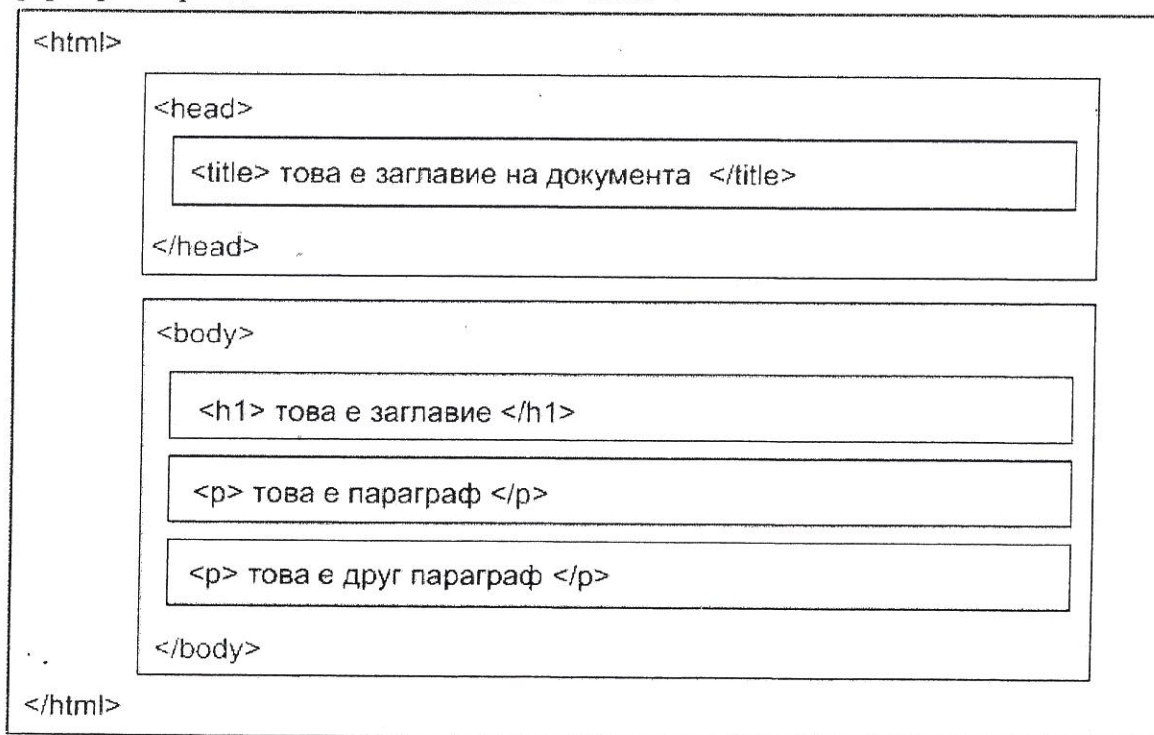 <html>
<head>
<title> това е заглавие на документа </title>
</head>
<body>
<h1> това е заглавие </h1>
<p> това е параграф </p>
<p> това е друг параграф </p>
</body>
</html>